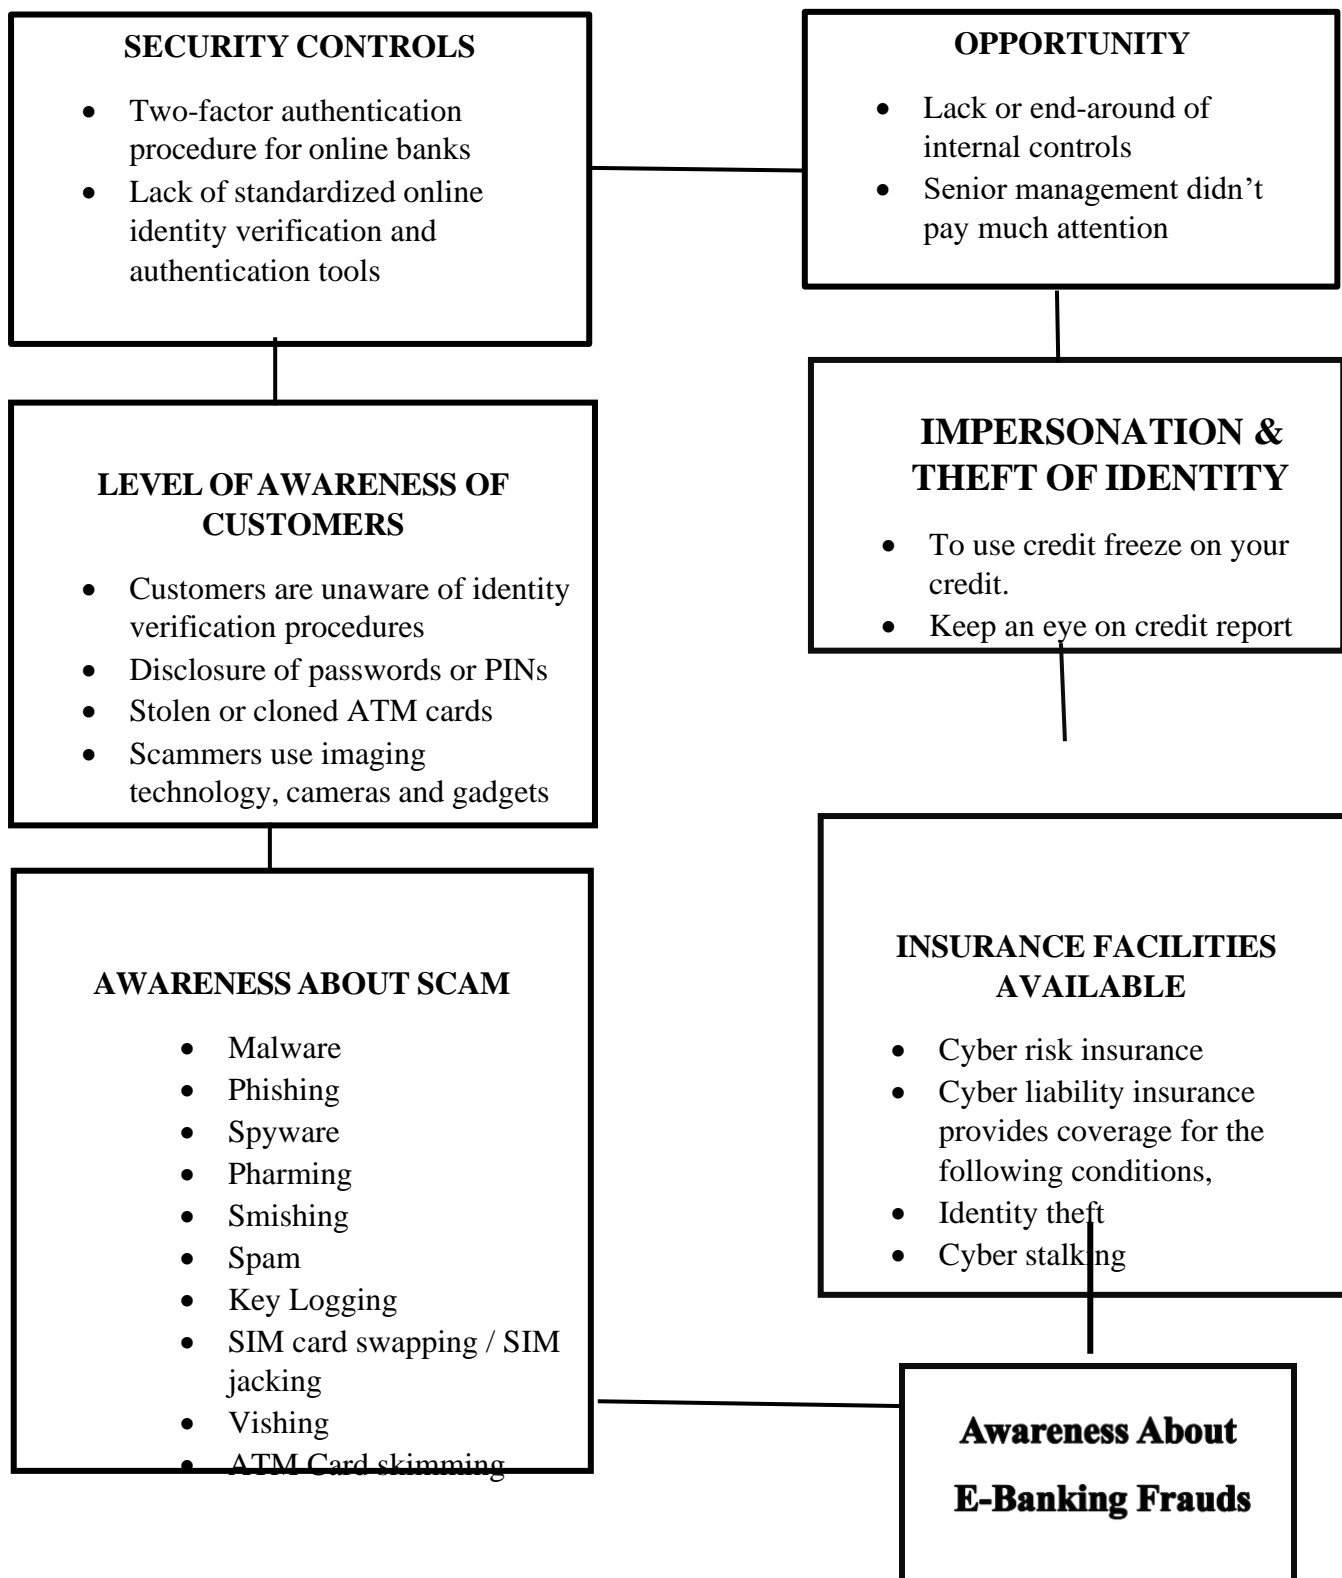 SECURITY CONTROLS
• Two-factor authentication
procedure for online banks
• Lack of standardized online
identity verification and
authentication tools
OPPORTUNITY
• Lack or end-around of
internal controls
• Senior management didn’t
pay much attention
LEVEL OF AWARENESS OF
CUSTOMERS
• Customers are unaware of identity
verification procedures
• Disclosure of passwords or PINs
• Stolen or cloned ATM cards
• Scammers use imaging
technology, cameras and gadgets
IMPERSONATION &
THEFT OF IDENTITY
• To use credit freeze on your
credit.
• Keep an eye on credit report
AWARENESS ABOUT SCAM
• Malware
• Phishing
• Spyware
• Pharming
• Smishing
• Spam
• Key Logging
• SIM card swapping / SIM
jacking
• Vishing
• ATM Card skimming
INSURANCE FACILITIES
AVAILABLE
• Cyber risk insurance
• Cyber liability insurance
provides coverage for the
following conditions,
• Identity theft
• Cyber stalking
Awareness About
E-Banking Frauds